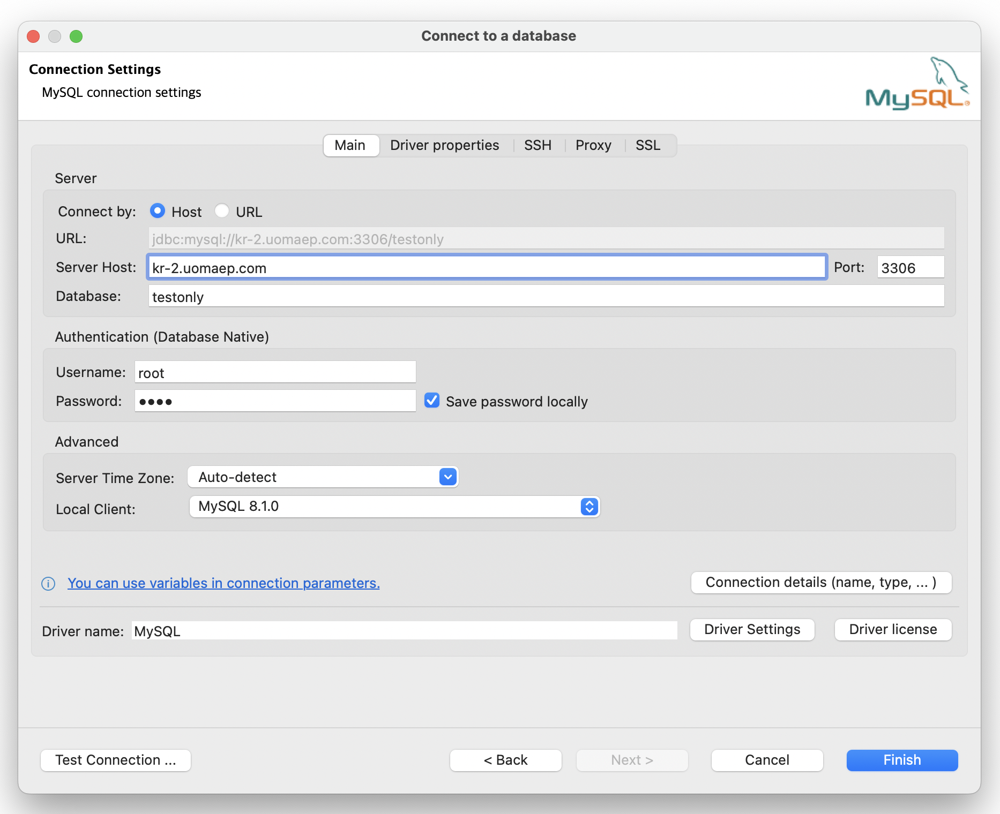 Connect to a database
Connection Settings
MySQL connection settings
MySQL®
Main Driver properties SSH Proxy SSL
Server
Connect by: Host URL
URL: jdbc:mysql://kr-2.uomaep.com:3306/testonly
Server Host: kr-2.uomaep.com Port: 3306
Database: testonly
Authentication (Database Native)
Username: root
Password: ●●●●  Save password locally
Advanced
Server Time Zone: Auto-detect
Local Client: MySQL 8.1.0
You can use variables in connection parameters. Connection details (name, type, ... )
Driver name: MySQL Driver Settings Driver license
Test Connection ... < Back Next > Cancel Finish